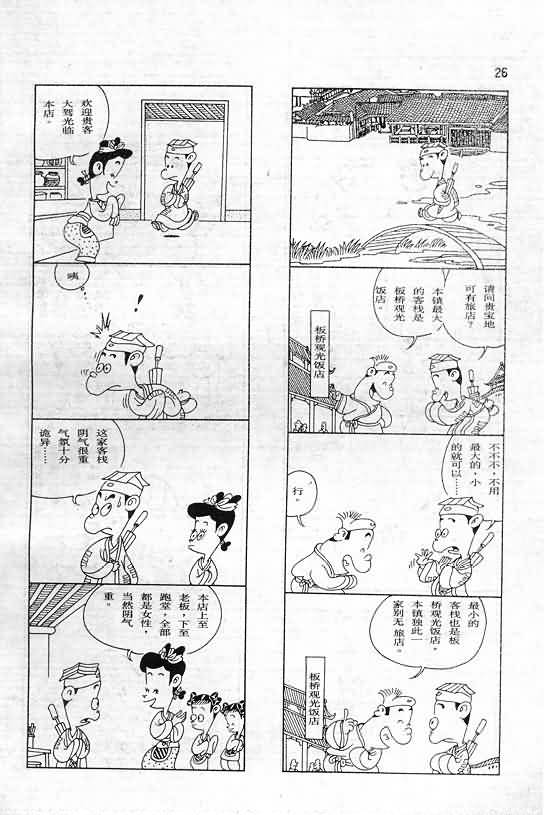 26
请问贵宝地
可有旅店？
本镇最大
的客栈是
板桥观光
饭店。
板桥观光饭店
不不不，不用
最大的，小
的就可以……
行。
最小的
客栈也是板
桥观光饭店。
本镇独此一
家别无旅店。
板桥观光饭店
欢迎贵客
大驾光临
本店。
咦。
！
这家客栈
阴气很重
气氛十分
诡异……
本店上至
老板，下至
跑堂，全部
都是女性，
当然阴气
重。